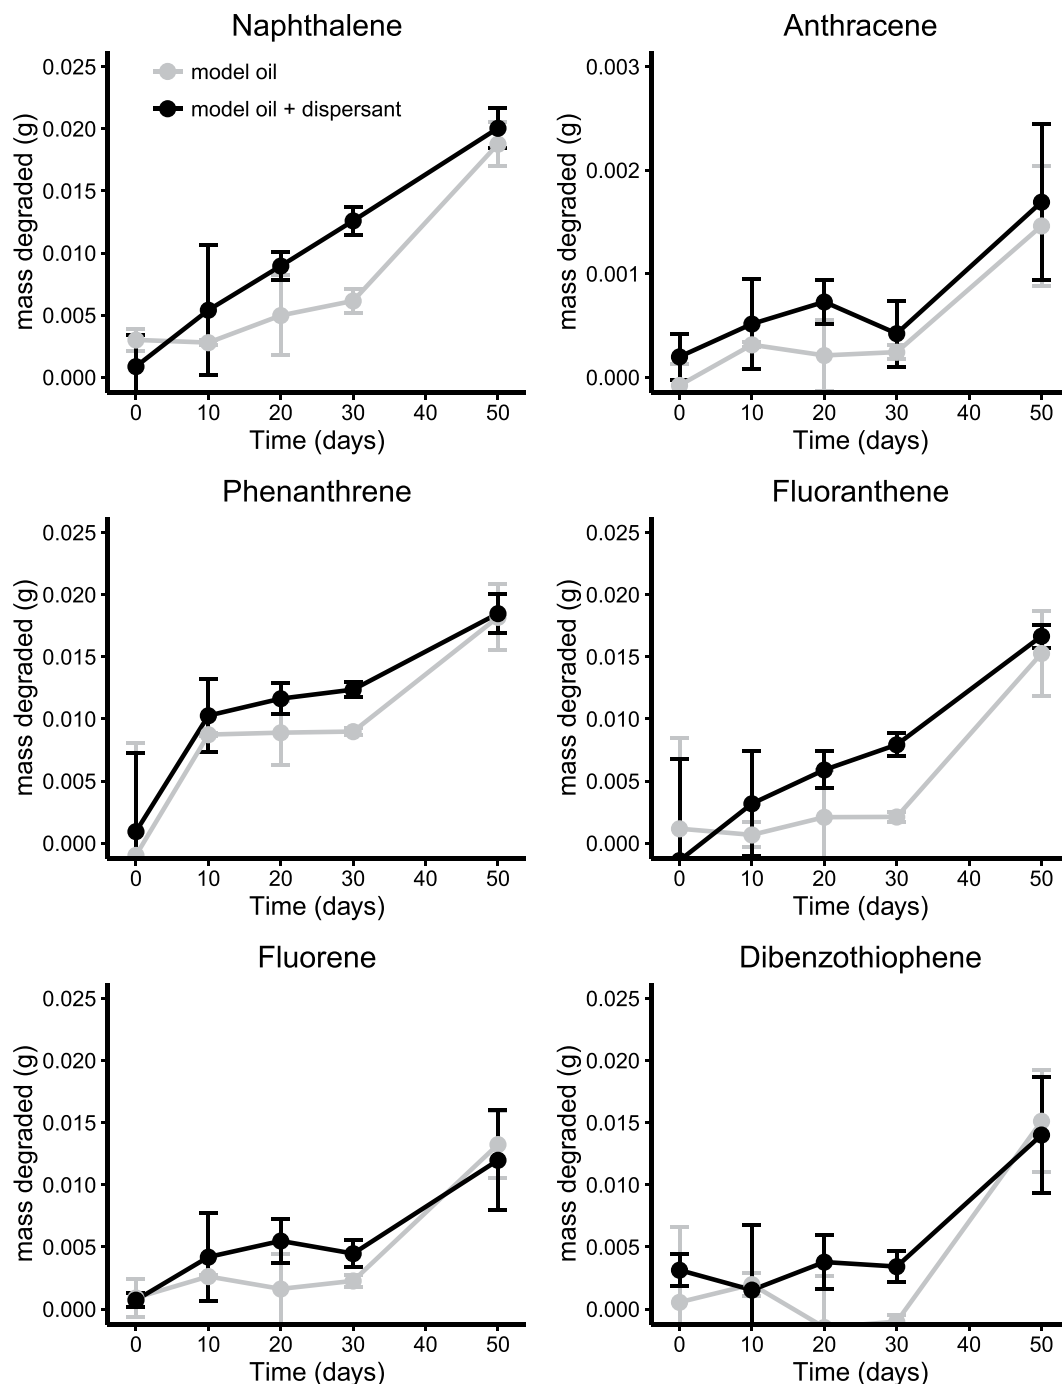 Naphthalene
mass degraded (g)
0.025
0.020
0.015
0.010
0.005
0.000
model oil
model oil + dispersant
0 10 20 30 40 50
Time (days)
Anthracene
mass degraded (g)
0.003
0.002
0.001
0.000
0 10 20 30 40 50
Time (days)
Phenanthrene
mass degraded (g)
0.025
0.020
0.015
0.010
0.005
0.000
0 10 20 30 40 50
Time (days)
Fluoranthene
mass degraded (g)
0.025
0.020
0.015
0.010
0.005
0.000
0 10 20 30 40 50
Time (days)
Fluorene
mass degraded (g)
0.025
0.020
0.015
0.010
0.005
0.000
0 10 20 30 40 50
Time (days)
Dibenzothiophene
mass degraded (g)
0.025
0.020
0.015
0.010
0.005
0.000
0 10 20 30 40 50
Time (days)